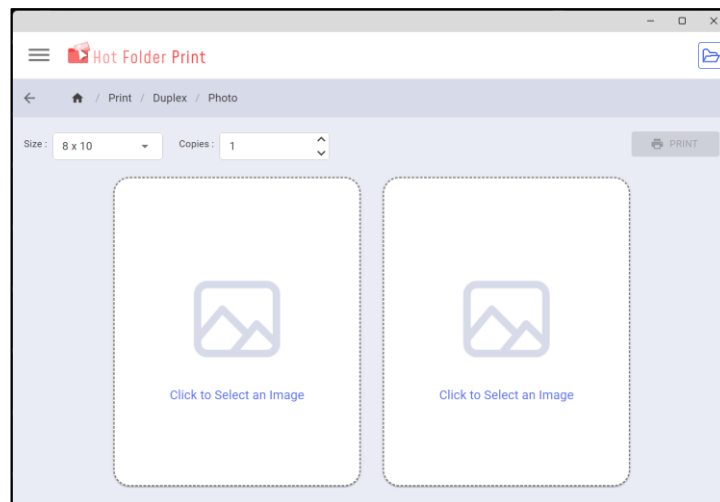 Hot Folder Print
/ Print / Duplex / Photo
Size : 8 x 10 Copies : 1 PRINT
Click to Select an Image Click to Select an Image